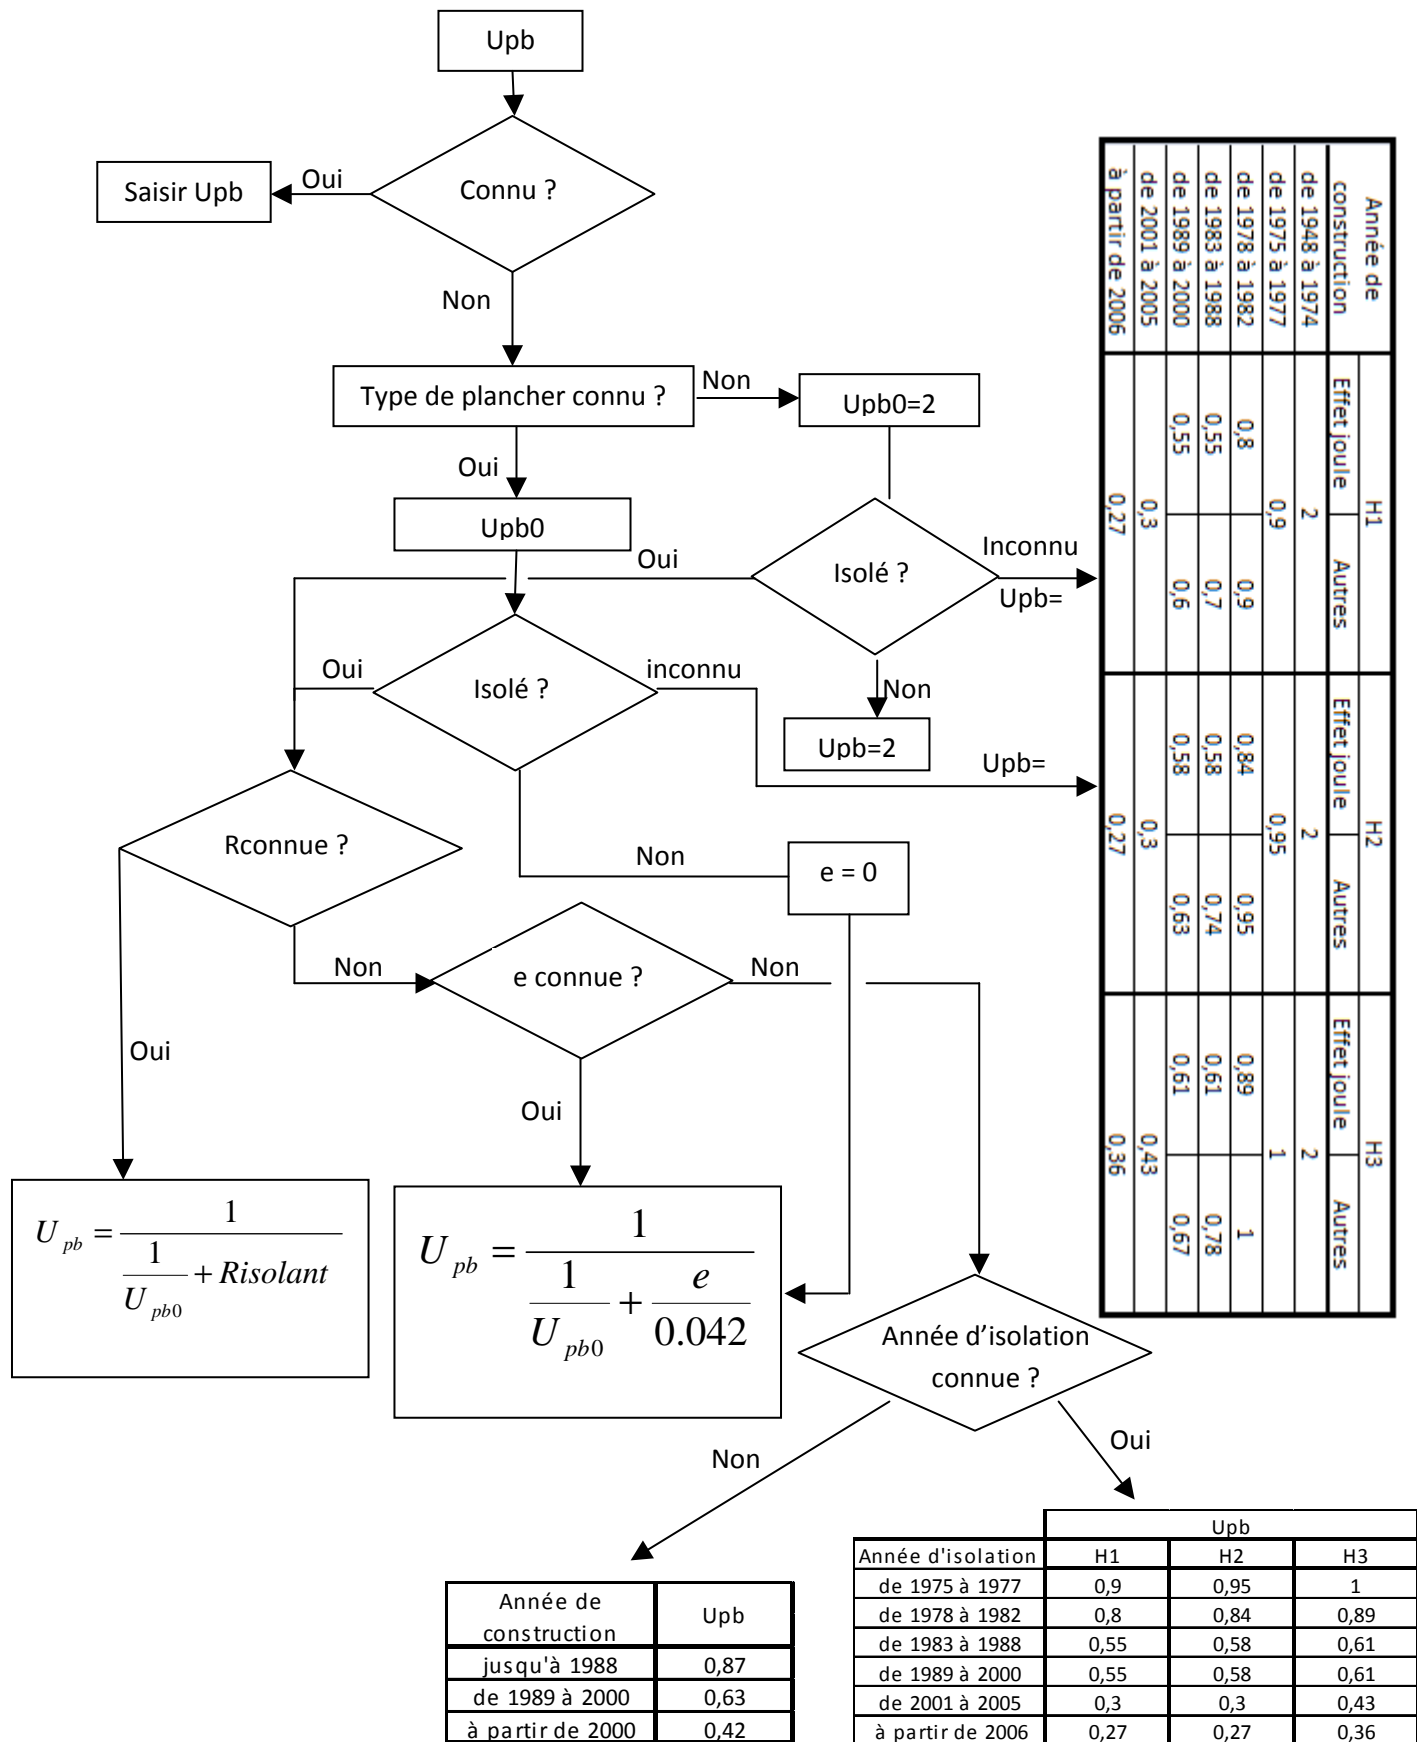 Upb
Connu ?
Oui
Saisir Upb
Non
Type de plancher connu ?
Non
Upb0=2
Oui
Upb0
Oui
Isolé ?
Inconnu
Upb=
Non
Upb=2
Oui
Isolé ?
inconnu
Upb=
Rconnue ?
Non
e = 0
Non
e connue ?
Non
Oui
Oui
U pb = 1 / (1 / U pb0 + Risolant)
U pb = 1 / (1 / U pb0 + e / 0.042)
Année d'isolation
connue ?
Non
Oui
Année de construction H1 H2 H3
Effet joule Autres Effet joule Autres Effet joule Autres
de 1948 à 1974 2 2 2
de 1975 à 1977 0,9 0,95 1
de 1978 à 1982 0,8 0,9 0,84 0,95 0,89 1
de 1983 à 1988 0,55 0,7 0,58 0,74 0,61 0,78
de 1989 à 2000 0,55 0,6 0,58 0,63 0,61 0,67
de 2001 à 2005 0,3 0,3 0,43
à partir de 2006 0,27 0,27 0,36
Année de
construction Upb
jusqu'à 1988 0,87
de 1989 à 2000 0,63
à partir de 2000 0,42
Upb
Année d'isolation H1 H2 H3
de 1975 à 1977 0,9 0,95 1
de 1978 à 1982 0,8 0,84 0,89
de 1983 à 1988 0,55 0,58 0,61
de 1989 à 2000 0,55 0,58 0,61
de 2001 à 2005 0,3 0,3 0,43
à partir de 2006 0,27 0,27 0,36